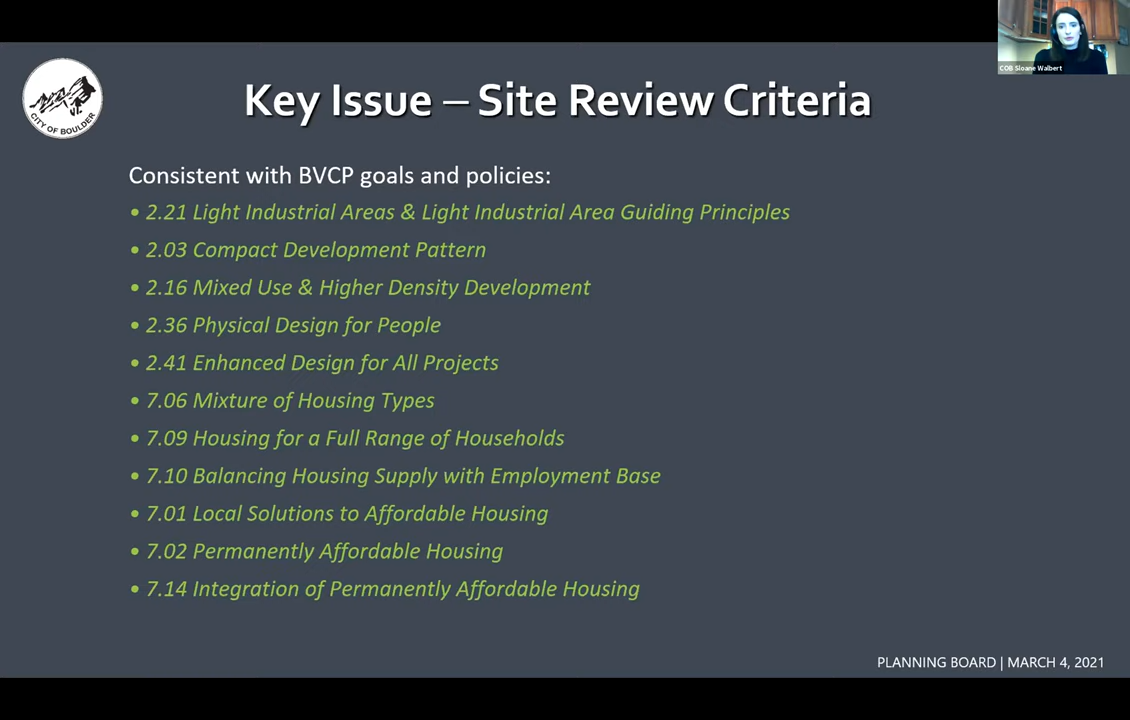 COB Sloane Walbert
CITY OF BOULDER
Key Issue – Site Review Criteria
Consistent with BVCP goals and policies:
• 2.21 Light Industrial Areas & Light Industrial Area Guiding Principles
• 2.03 Compact Development Pattern
• 2.16 Mixed Use & Higher Density Development
• 2.36 Physical Design for People
• 2.41 Enhanced Design for All Projects
• 7.06 Mixture of Housing Types
• 7.09 Housing for a Full Range of Households
• 7.10 Balancing Housing Supply with Employment Base
• 7.01 Local Solutions to Affordable Housing
• 7.02 Permanently Affordable Housing
• 7.14 Integration of Permanently Affordable Housing
PLANNING BOARD | MARCH 4, 2021